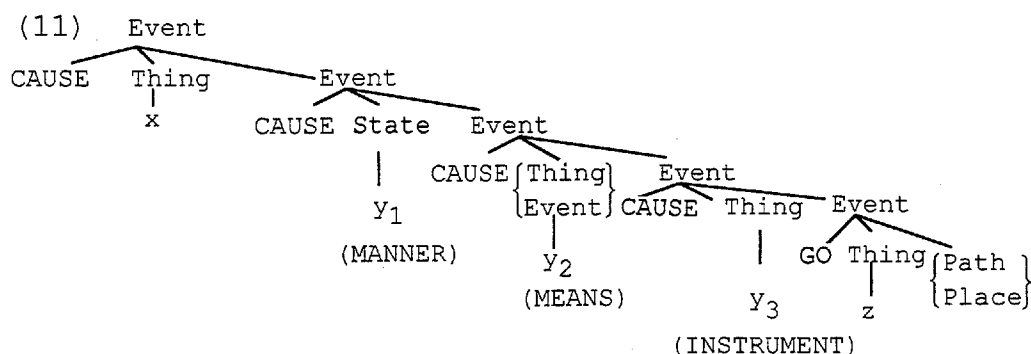 (11) Event
CAUSE Thing Event
x CAUSE State Event
y1 CAUSE {Thing Event} Event
(MANNER) y2 CAUSE Thing Event
(MEANS) y3 GO Thing {Path Place}
(INSTRUMENT) z